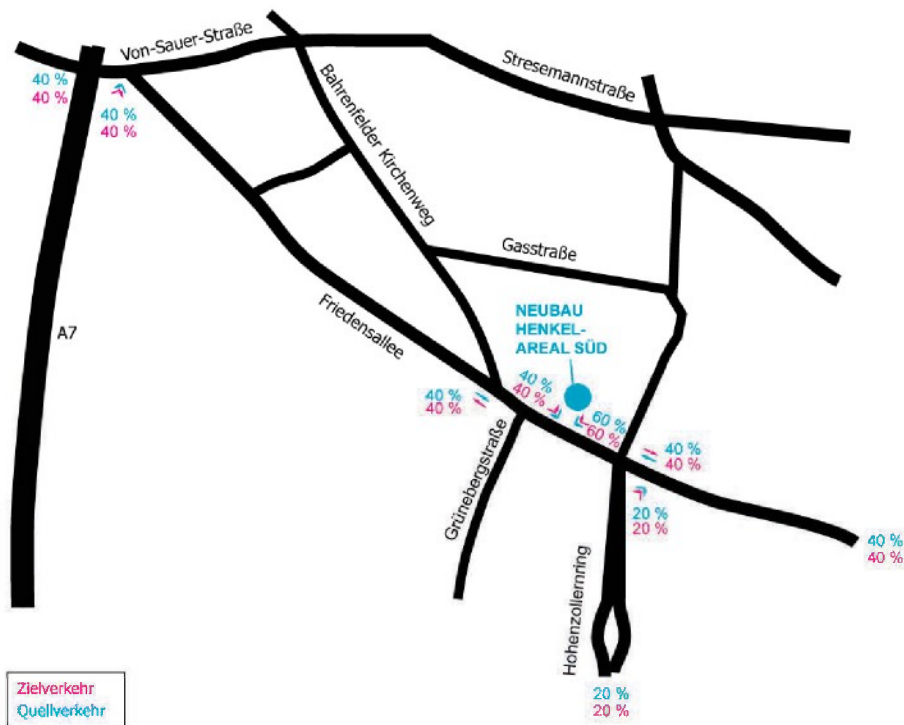 Von-Sauer-Straße
Stresemannstraße
40 %
40 %
40 %
40 %
Bahrenfelder Kirchenweg
Gasstraße
A7
Friedensallee
NEUBAU
HENKEL-
AREAL SÜD
40 %
40 %
40 %
40 %
60 %
60 %
40 %
40 %
Grünebergstraße
20 %
20 %
40 %
40 %
Hohenzollernring
20 %
20 %
Zielverkehr
Quellverkehr